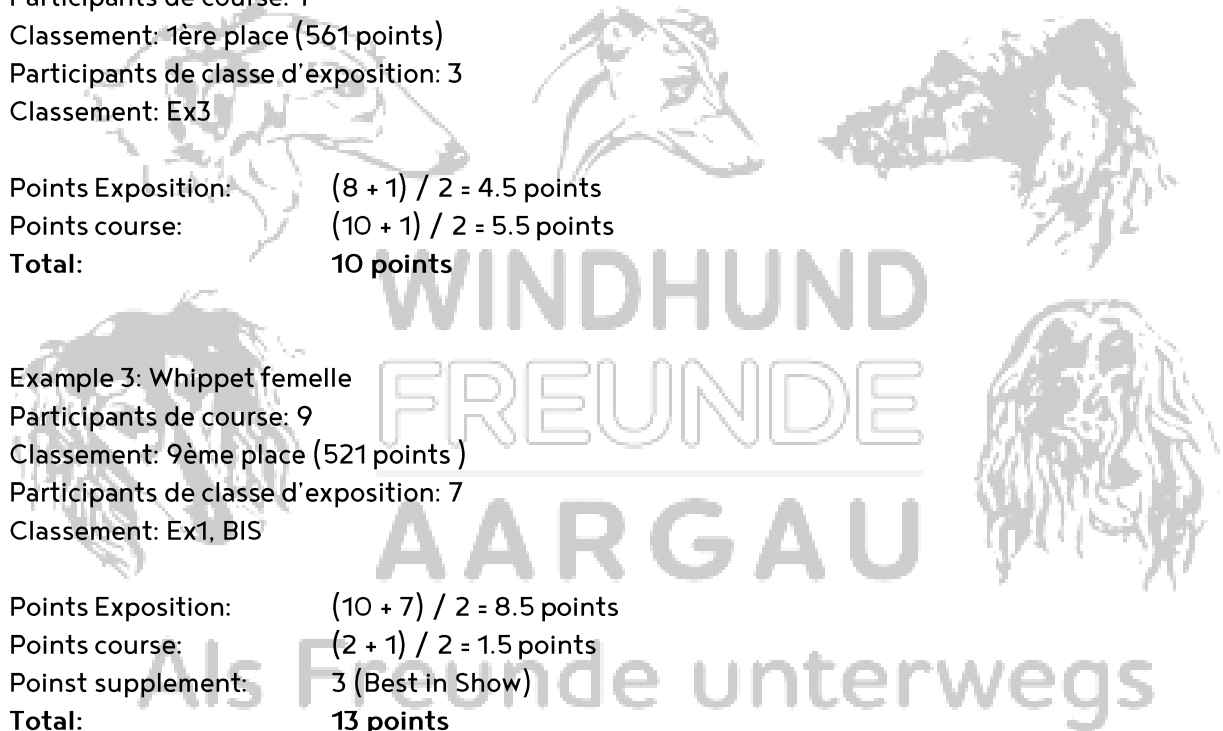 Participants de course: 1
Classement: 1ère place (561 points)
Participants de classe d'exposition: 3
Classement: Ex3
Points Exposition: (8 + 1) / 2 = 4.5 points
Points course: (10 + 1) / 2 = 5.5 points
Total: 10 points
WINDHUND
FREUNDE
AARGAU
Als Freunde unterwegs
Example 3: Whippet femelle
Participants de course: 9
Classement: 9ème place (521 points )
Participants de classe d'exposition: 7
Classement: Ex1, BIS
Points Exposition: (10 + 7) / 2 = 8.5 points
Points course: (2 + 1) / 2 = 1.5 points
Poinst supplement: 3 (Best in Show)
Total: 13 points